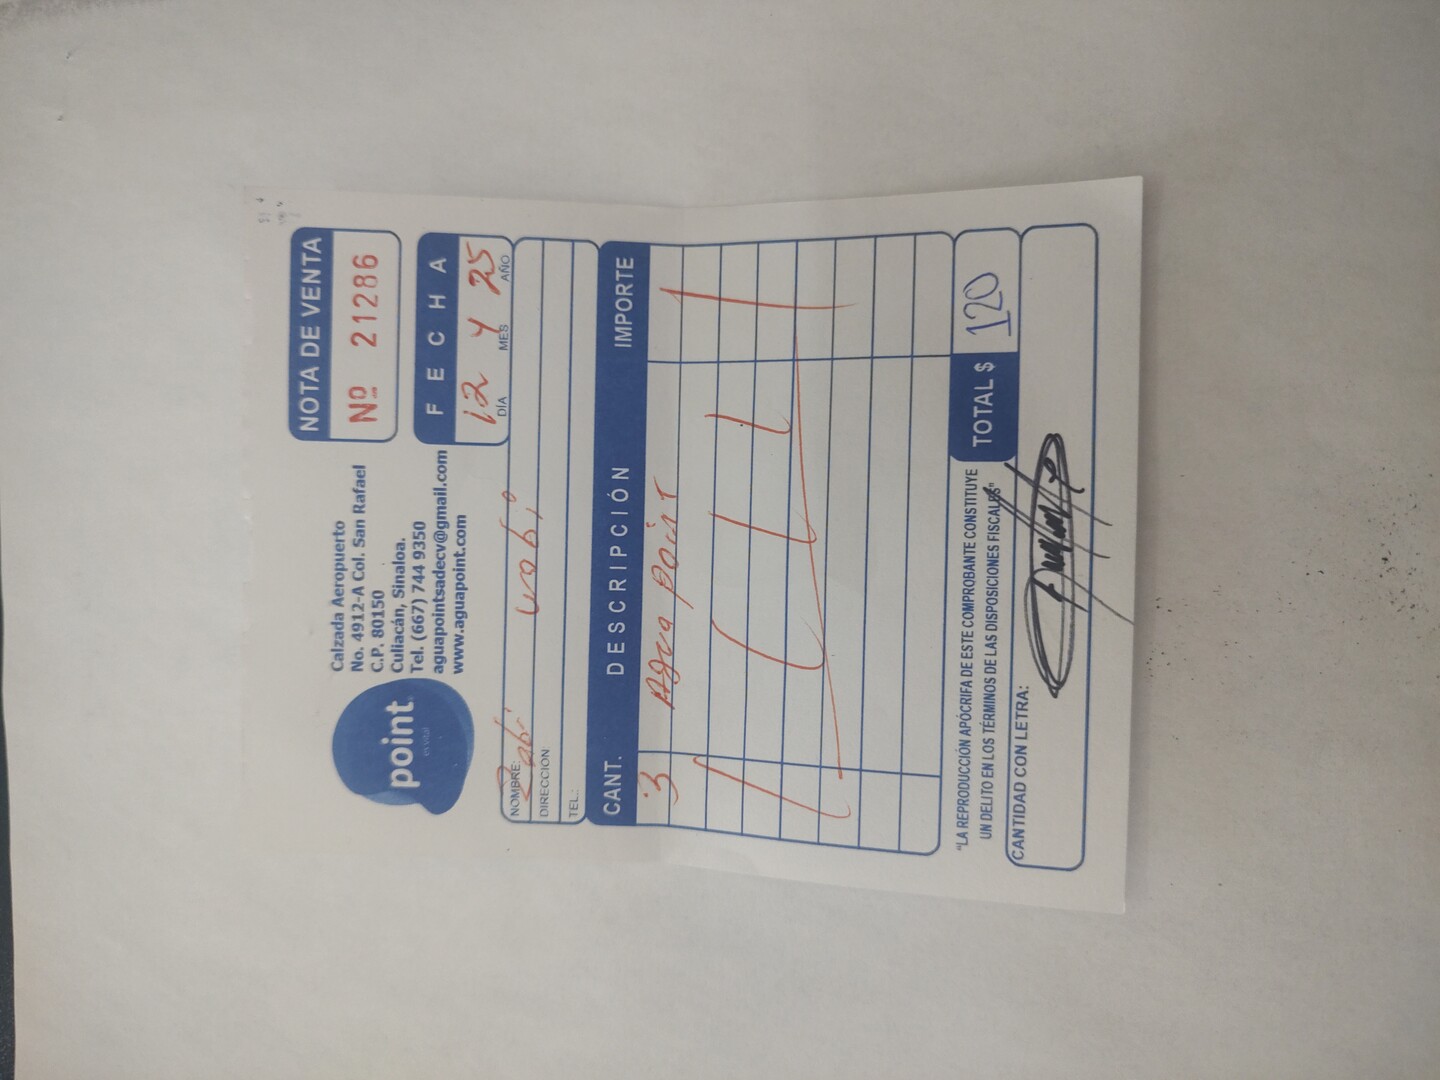 point
es vital
Calzada Aeropuerto
No. 4912-A Col. San Rafael
C.P. 80150
Culiacán, Sinaloa.
Tel. (667) 744 9350
aguapointsadecv@gmail.com
www.aguapoint.com
NOTA DE VENTA
Nº 21286
FECHA
12 4 25
DÍA MES AÑO
NOMBRE:
DIRECCION
TEL.:
CANT. DESCRIPCIÓN IMPORTE
3 Agua Point
"LA REPRODUCCIÓN APÓCRIFA DE ESTE COMPROBANTE CONSTITUYE
UN DELITO EN LOS TÉRMINOS DE LAS DISPOSICIONES FISCALES"
TOTAL $ 120
CANTIDAD CON LETRA: